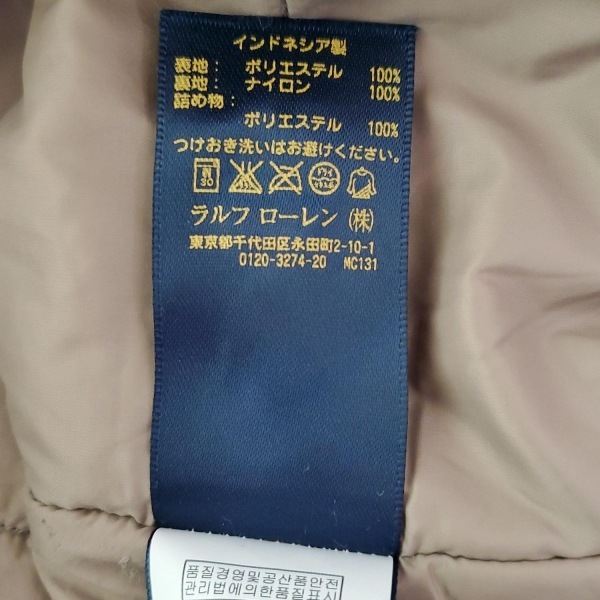 インドネシア製
表地： ポリエステル 100%
裏地： ナイロン 100%
詰め物：
ポリエステル 100%
つけおき洗いはお避けください。
30 ドライ
ラルフ ローレン (株)
東京都千代田区永田町2-10-1
0120-3274-20 MC131
품질경영및공산품안전
관리법에의한품질표시